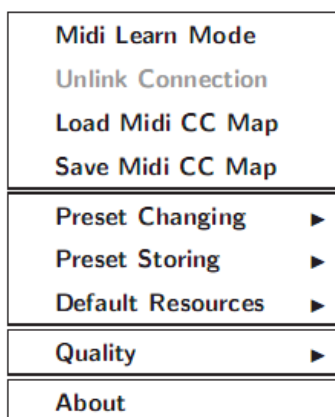 Midi Learn Mode
Unlink Connection
Load Midi CC Map
Save Midi CC Map
Preset Changing ▶
Preset Storing ▶
Default Resources ▶
Quality ▶
About